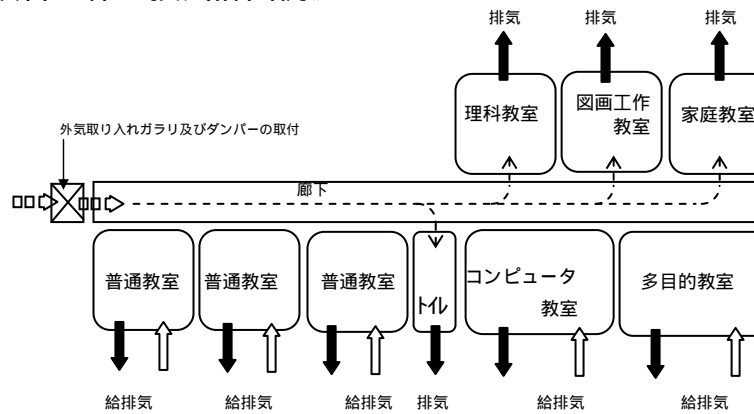 排気
排気
排気
理科教室
図画工作
教室
家庭教室
外気取り入れガラリ及びダンパーの取付
廊下
普通教室
普通教室
普通教室
トイレ
コンピュータ
教室
多目的教室
給排気
給排気
給排気
排気
給排気
給排気